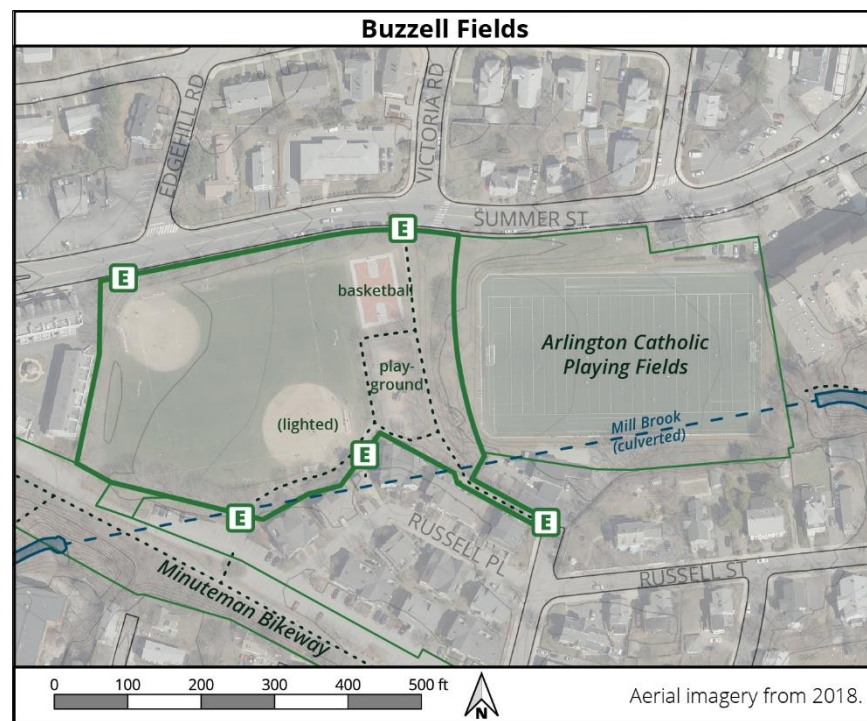 Buzzell Fields
EDGEHILL RD
VICTORIA RD
SUMMER ST
E
E
basketball
Arlington Catholic
Playing Fields
play-
ground
(lighted)
Mill Brook
(culverted)
E
E
E
RUSSELL PL
RUSSELL ST
Minuteman Bikeway
0 100 200 300 400 500 ft
N
Aerial imagery from 2018.